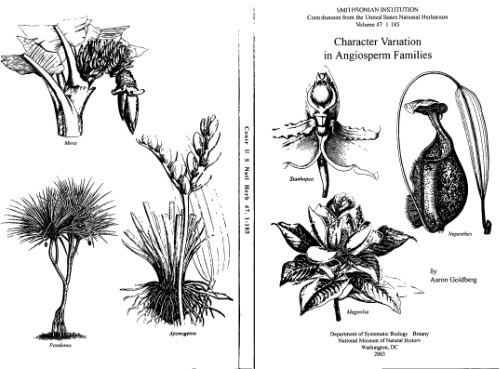 Musa
Pandanus
Aponogeton
Contr U S Natl Herb 47: 1-185
SMITHSONIAN INSTITUTION
Contributions from the United States National Herbarium
Volume 47 1 185
Character Variation
in Angiosperm Families
Stanhopea
Nepenthes
Magnolia
by
Aaron Goldberg
Department of Systematic Biology Botany
National Museum of Natural History
Washington, DC
2003